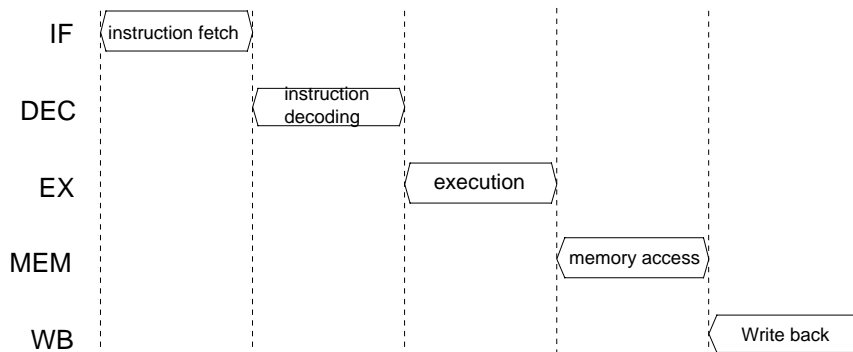 IF
instruction fetch
DEC
instruction
decoding
EX
execution
MEM
memory access
WB
Write back